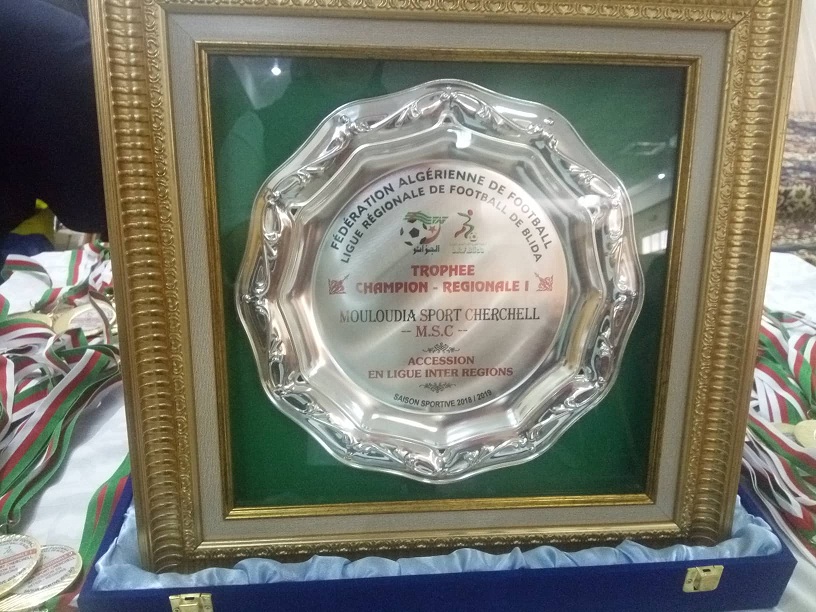 FÉDÉRATION ALGÉRIENNE DE FOOTBALL
LIGUE RÉGIONALE DE FOOTBALL DE BLIDA
TROPHEE
CHAMPION - REGIONALE I
MOULOUDIA SPORT CHERCHELL
-- M.S.C --
ACCESSION
EN LIGUE INTER REGIONS
SAISON SPORTIVE 2018 / 2019